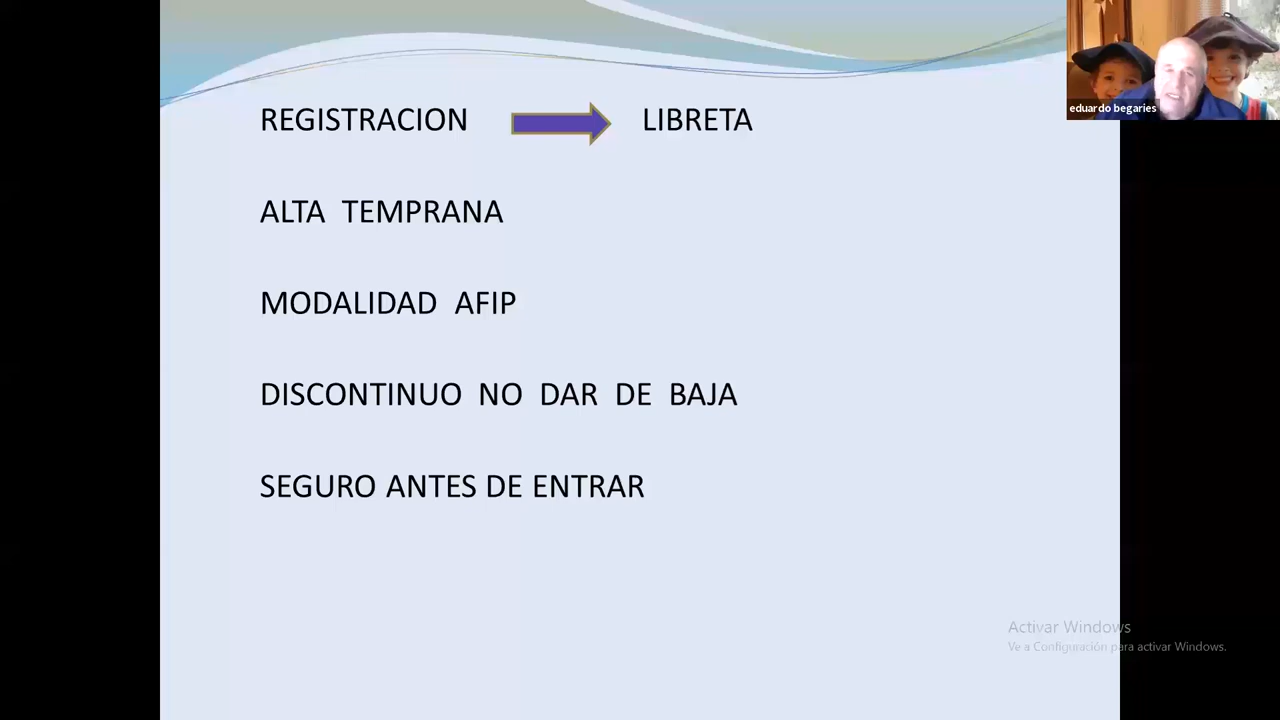 eduardo begaries
REGISTRACION LIBRETA
ALTA TEMPRANA
MODALIDAD AFIP
DISCONTINUO NO DAR DE BAJA
SEGURO ANTES DE ENTRAR
Activar Windows
Ve a Configuración para activar Windows.